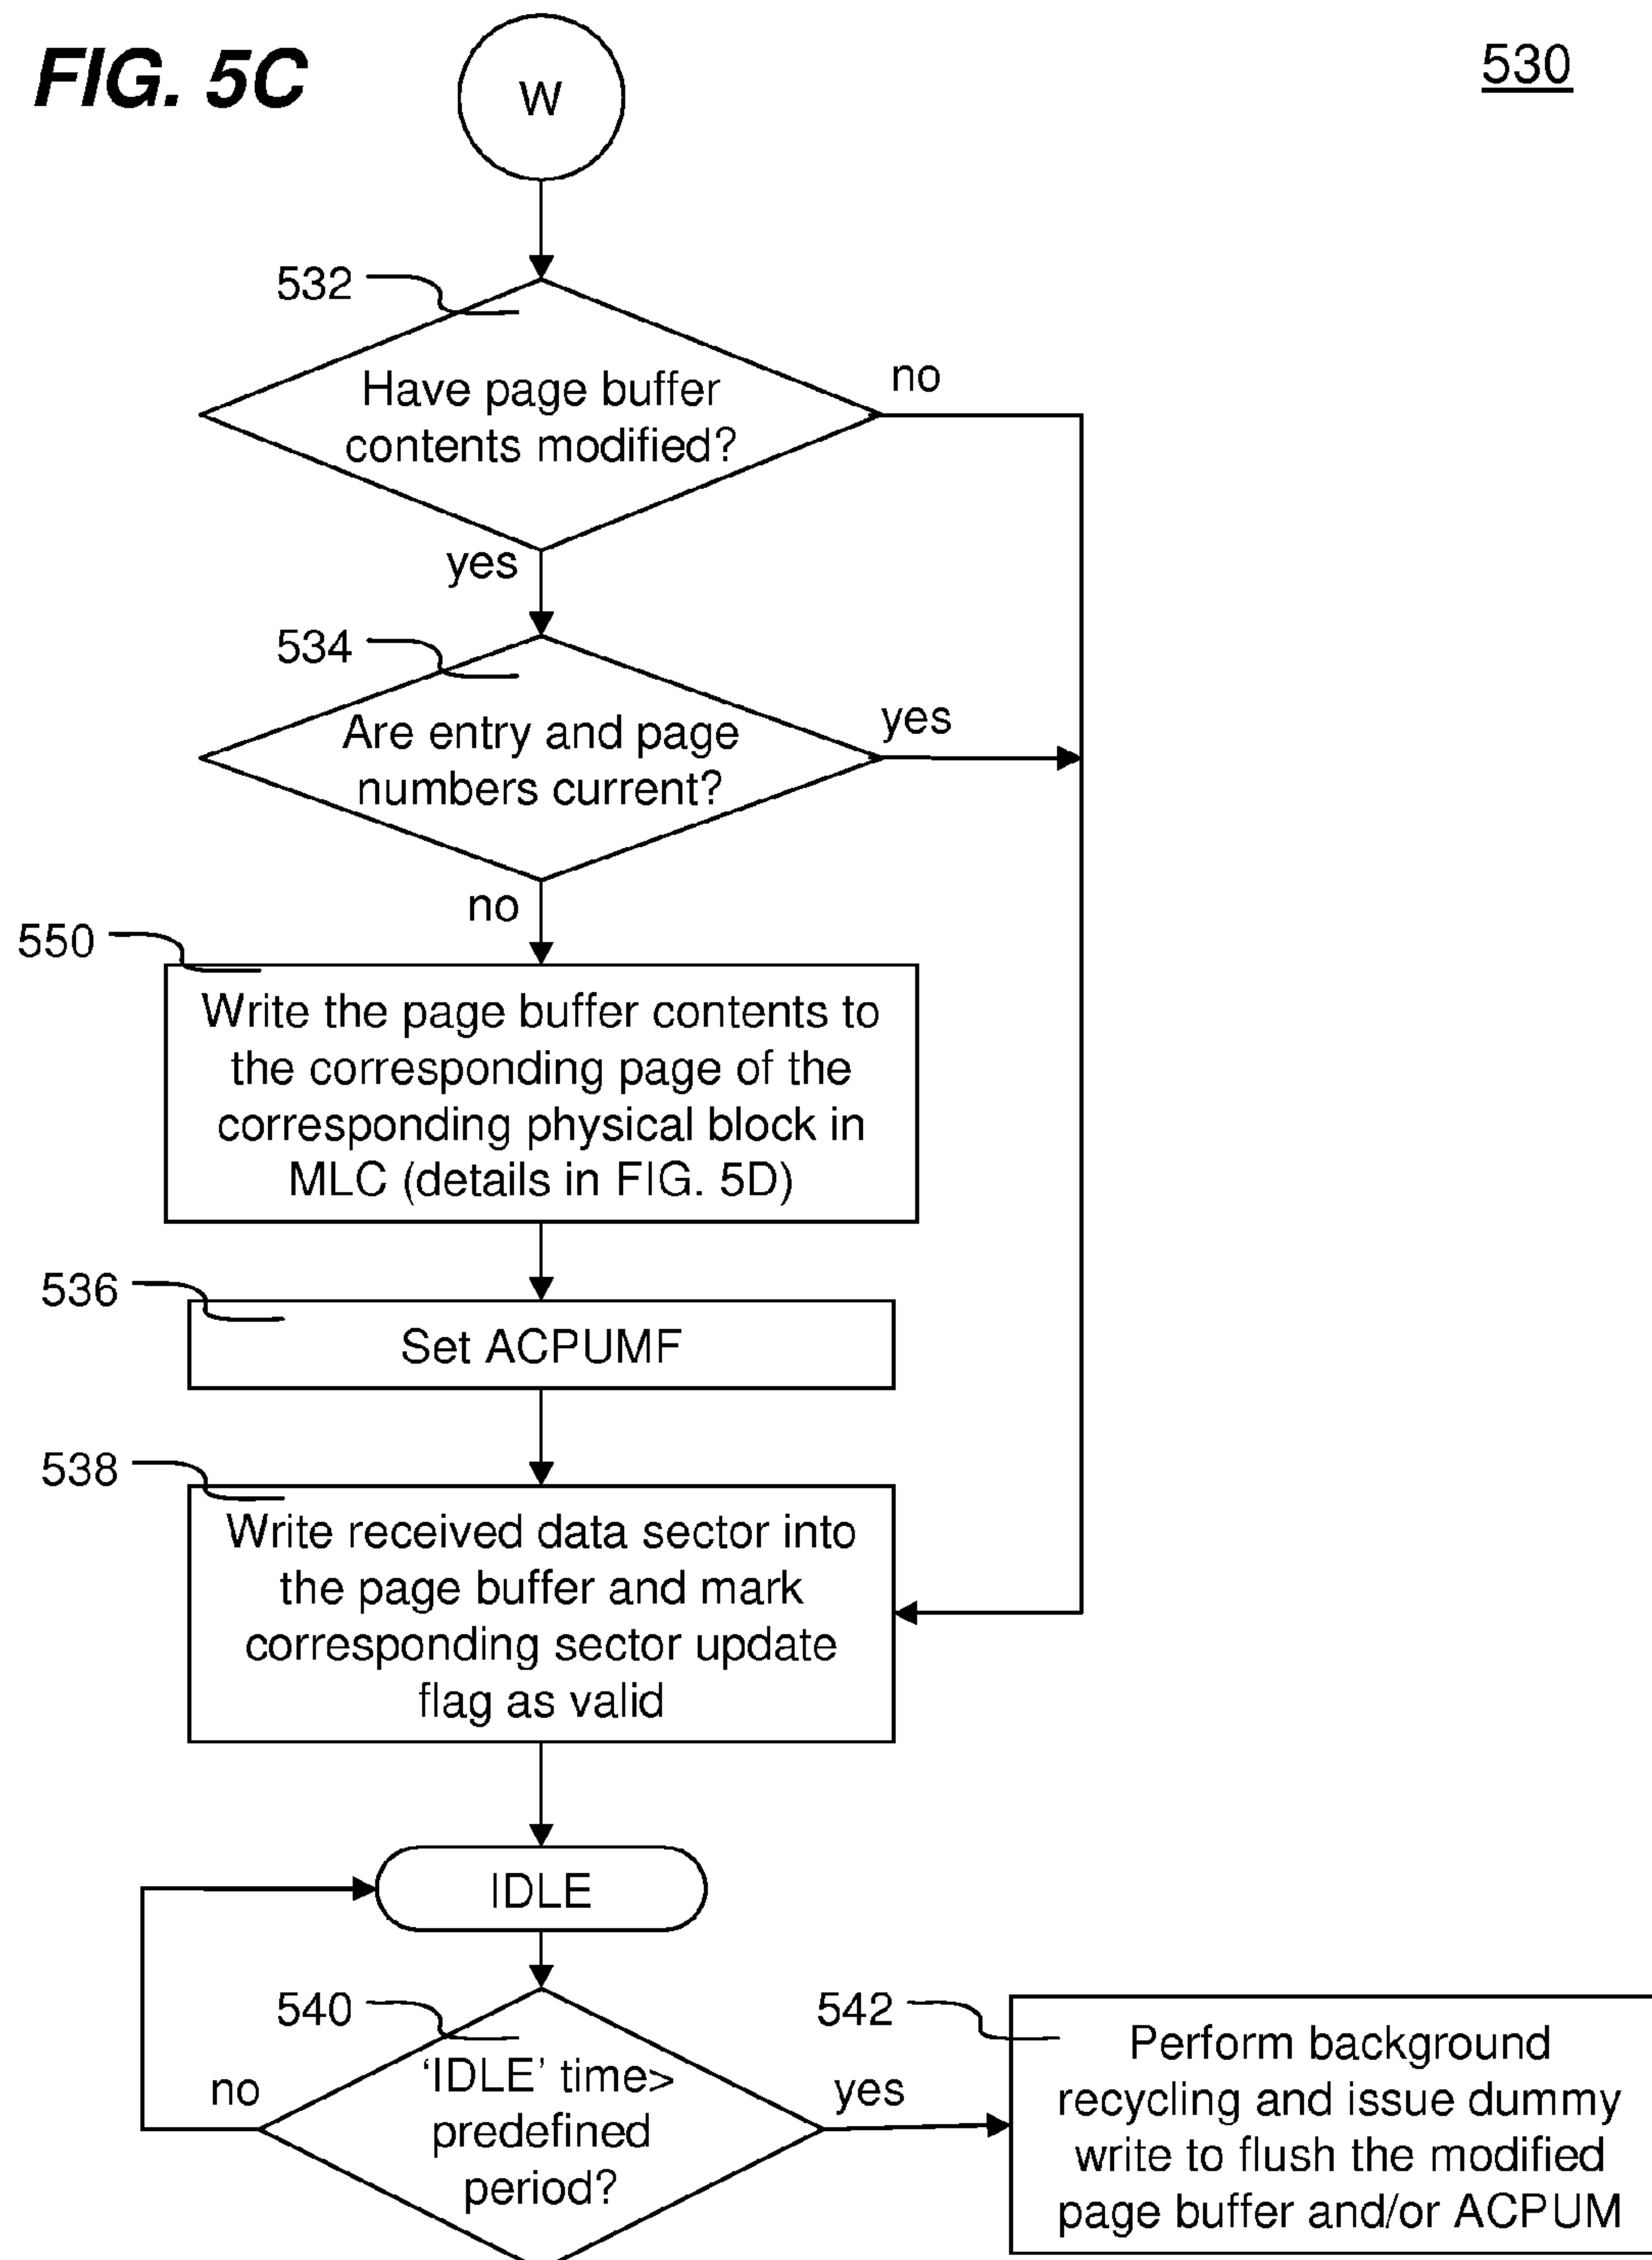 FIG. 5C
530
W
532
Have page buffer
contents modified?
no
yes
534
Are entry and page
numbers current?
yes
no
550
Write the page buffer contents to
the corresponding page of the
corresponding physical block in
MLC (details in FIG. 5D)
536
Set ACPUMF
538
Write received data sector into
the page buffer and mark
corresponding sector update
flag as valid
IDLE
540
‘IDLE’ time>
predefined
period?
no
yes
542
Perform background
recycling and issue dummy
write to flush the modified
page buffer and/or ACPUM